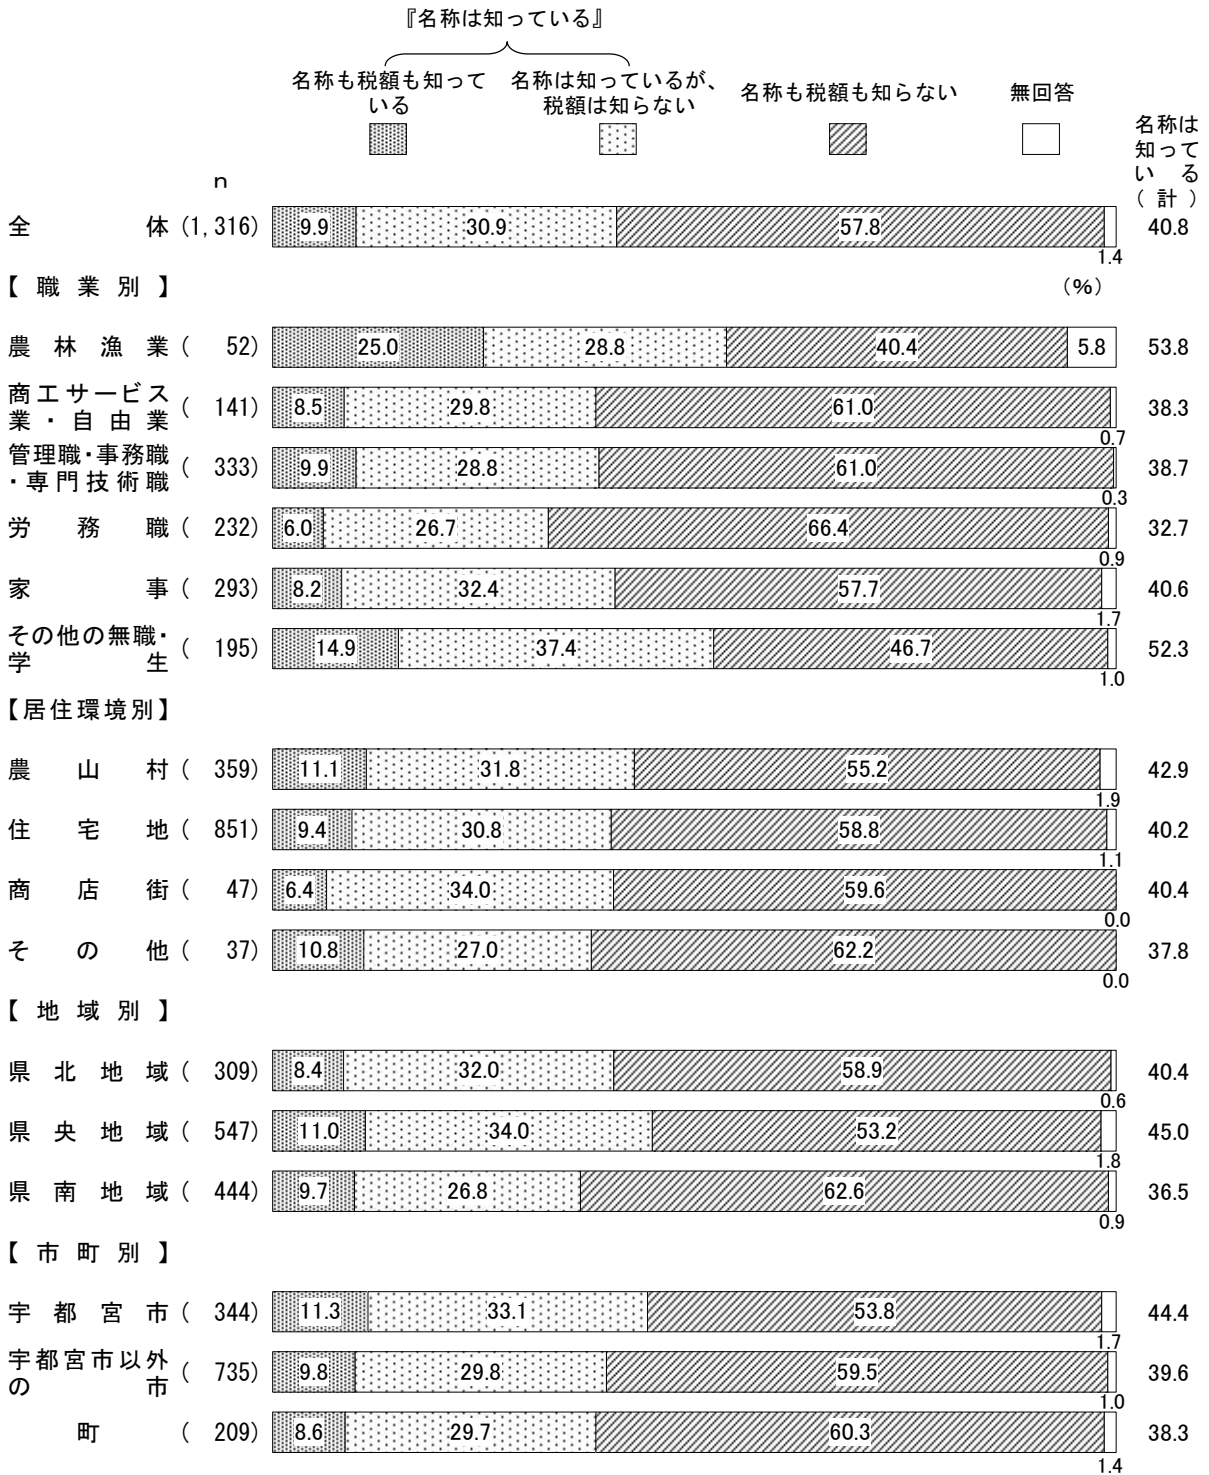 『名称は知っている』
名称も税額も知って
いる
名称は知っているが、
税額は知らない
名称も税額も知らない
無回答
名称は
知って
いる
(計)
n
全体 (1,316) 9.9 30.9 57.8 1.4 40.8
【職業別】
(%)
農林漁業 ( 52) 25.0 28.8 40.4 5.8 53.8
商工サービス
業・自由業 ( 141) 8.5 29.8 61.0 0.7 38.3
管理職・事務職
・専門技術職 ( 333) 9.9 28.8 61.0 0.3 38.7
労務職 ( 232) 6.0 26.7 66.4 0.9 32.7
家事 ( 293) 8.2 32.4 57.7 1.7 40.6
その他の無職・
学生 ( 195) 14.9 37.4 46.7 1.0 52.3
【居住環境別】
農山村 ( 359) 11.1 31.8 55.2 1.9 42.9
住宅地 ( 851) 9.4 30.8 58.8 1.1 40.2
商店街 ( 47) 6.4 34.0 59.6 0.0 40.4
その他 ( 37) 10.8 27.0 62.2 0.0 37.8
【地域別】
県北地域 ( 309) 8.4 32.0 58.9 0.6 40.4
県央地域 ( 547) 11.0 34.0 53.2 1.8 45.0
県南地域 ( 444) 9.7 26.8 62.6 0.9 36.5
【市町別】
宇都宮市 ( 344) 11.3 33.1 53.8 1.7 44.4
宇都宮市以外
の市 ( 735) 9.8 29.8 59.5 1.0 39.6
町 ( 209) 8.6 29.7 60.3 1.4 38.3